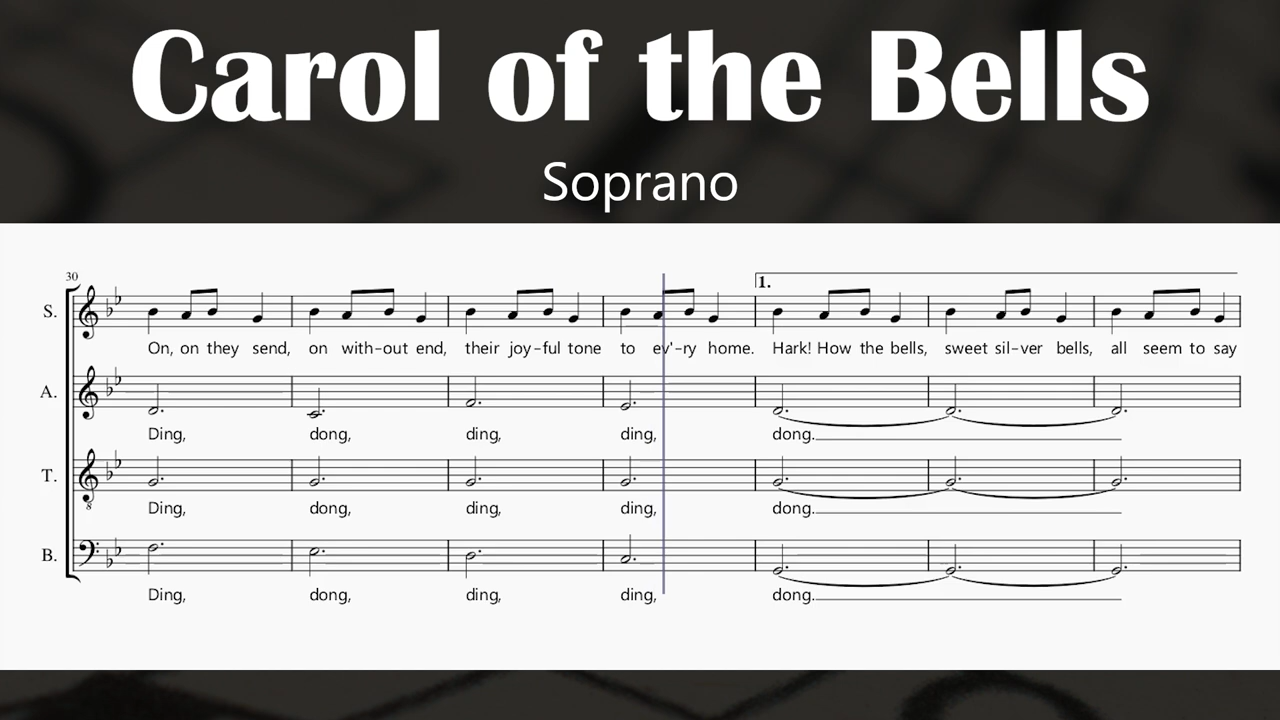 Carol of the Bells
Soprano
30
1.
S.
On, on they send, on with-out end, their joy-ful tone to ev'-ry home. Hark! How the bells, sweet sil-ver bells, all seem to say
A.
Ding, dong, ding, ding, dong.
T.
8
Ding, dong, ding, ding, dong.
B.
Ding, dong, ding, ding, dong.